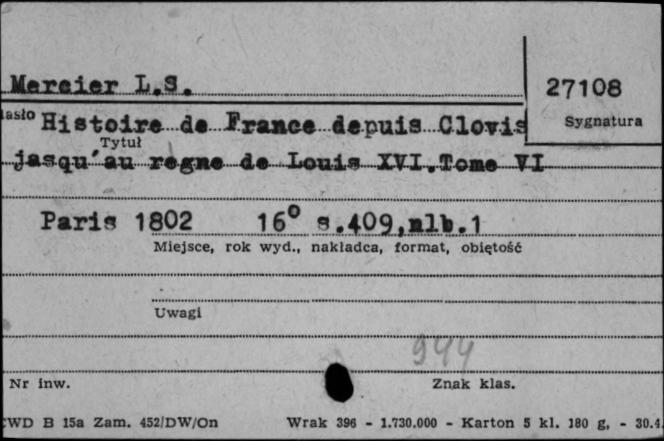 Mercier L.S.
27108
asło Histoire de France depuis Clovis
Sygnatura
Tytuł
jasqu'au regne de Louis XVI.Tome VI
Paris 1802 16° s.409,nlb.1
Miejsce, rok wyd., nakładca, format, objętość
Uwagi
944
Nr inw.
Znak klas.
WD B 15a Zam. 452/DW/On Wrak 396 - 1.730.000 - Karton 5 kl. 180 g, - 30.4